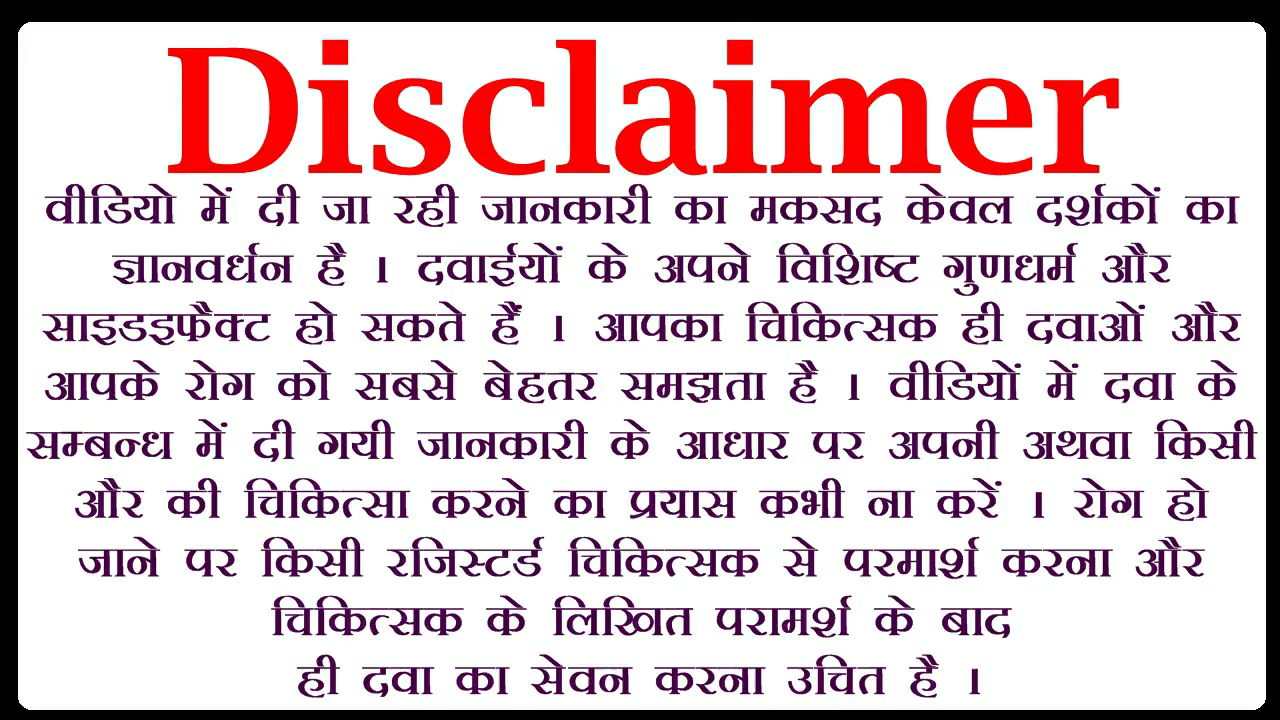 Disclaimer
वीडियो में दी जा रही जानकारी का मकसद केवल दर्शकों का
ज्ञानवर्धन है ।  दवाईयों के अपने विशिष्ट गुणधर्म और
साइडइफैक्ट हो सकते हैं । आपका चिकित्सक ही दवाओं और
आपके रोग को सबसे बेहतर समझता है । वीडियों में दवा के
सम्बन्ध में दी गयी जानकारी के आधार पर अपनी अथवा किसी
और की चिकित्सा करने का प्रयास कभी ना करें । रोग हो
जाने पर किसी रजिस्टर्ड चिकित्सक से परमार्श करना और
चिकित्सक के लिखित परामर्श के बाद
ही दवा का सेवन करना उचित है ।